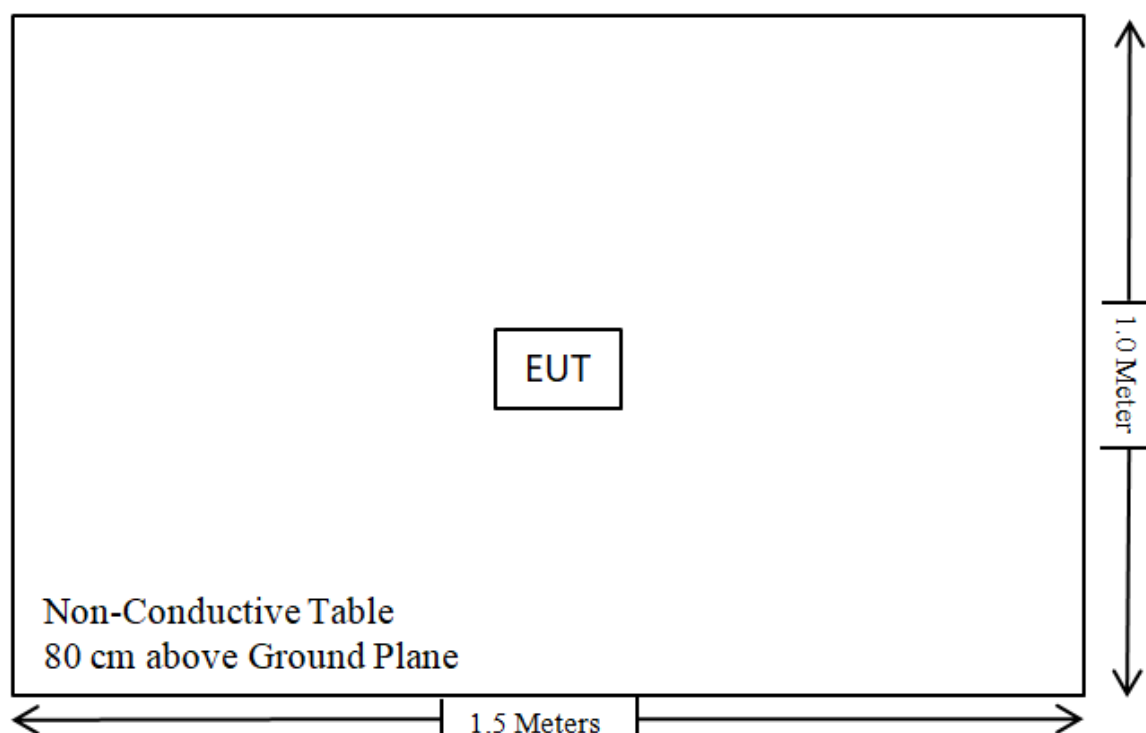 EUT
1.0 Meter
Non-Conductive Table
80 cm above Ground Plane
1.5 Meters